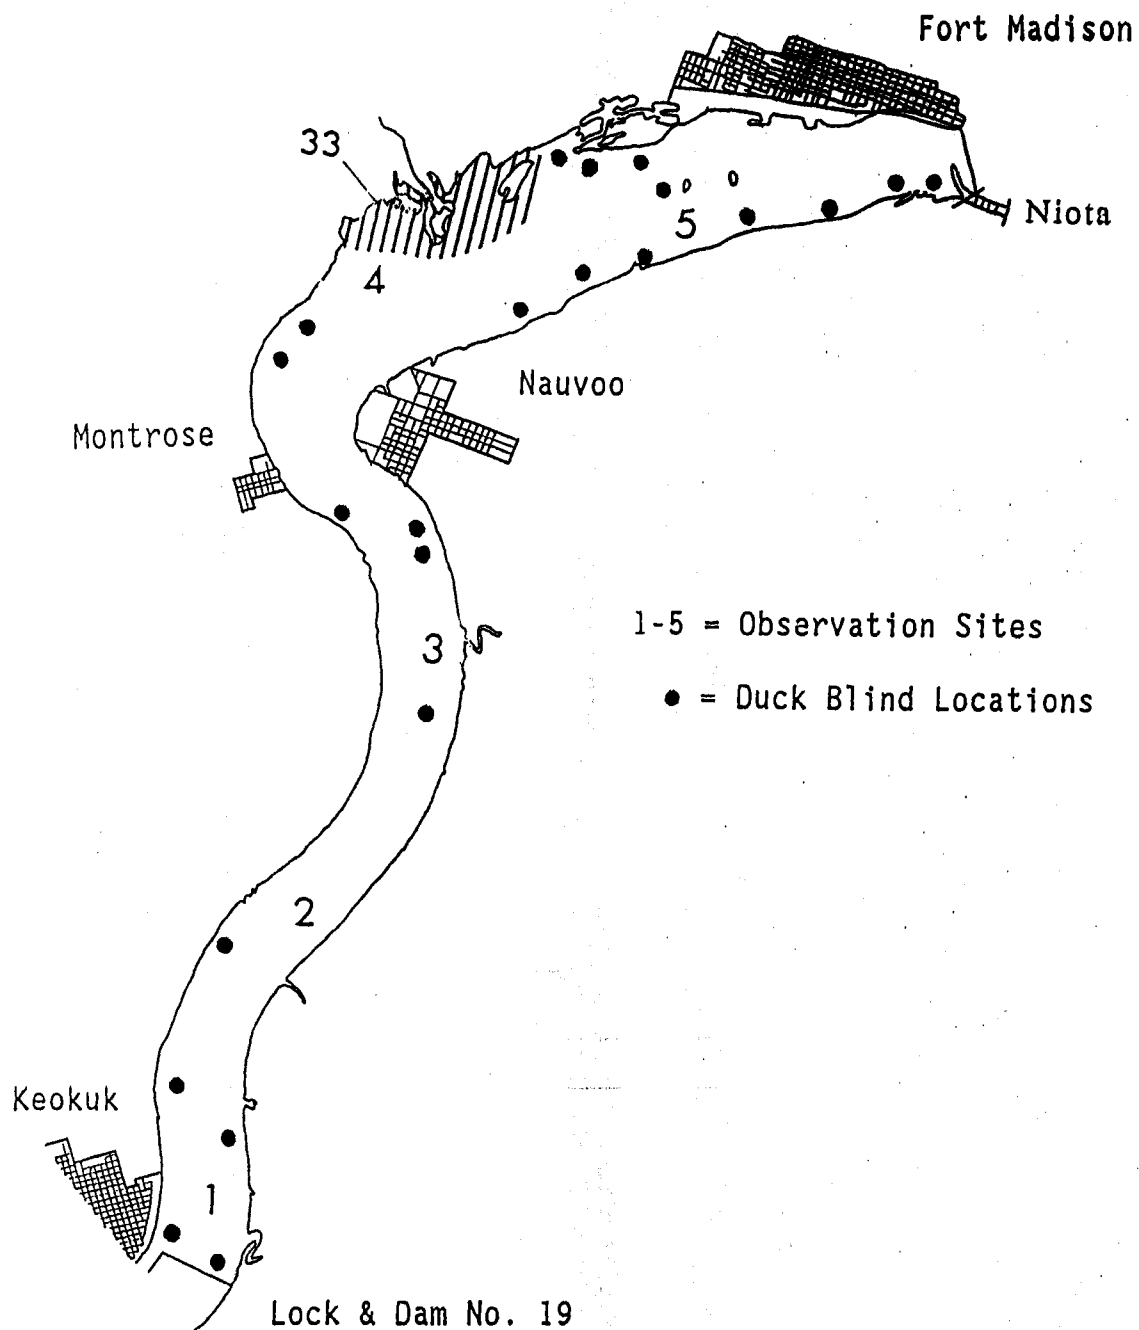 Fort Madison
33
Niota
5
4
Nauvoo
Montrose
1-5 = Observation Sites
3
● = Duck Blind Locations
2
Keokuk
1
Lock & Dam No. 19